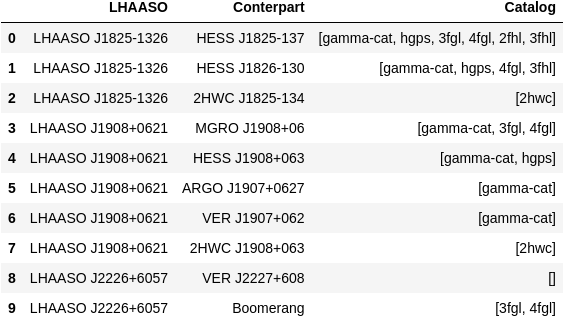 LHAASO Conterpart Catalog
0 LHAASO J1825-1326 HESS J1825-137 [gamma-cat, hgps, 3fgl, 4fgl, 2fhl, 3fhl]
1 LHAASO J1825-1326 HESS J1826-130 [gamma-cat, hgps, 4fgl, 3fhl]
2 LHAASO J1825-1326 2HWC J1825-134 [2hwc]
3 LHAASO J1908+0621 MGRO J1908+06 [gamma-cat, 3fgl, 4fgl]
4 LHAASO J1908+0621 HESS J1908+063 [gamma-cat, hgps]
5 LHAASO J1908+0621 ARGO J1907+0627 [gamma-cat]
6 LHAASO J1908+0621 VER J1907+062 [gamma-cat]
7 LHAASO J1908+0621 2HWC J1908+063 [2hwc]
8 LHAASO J2226+6057 VER J2227+608 []
9 LHAASO J2226+6057 Boomerang [3fgl, 4fgl]